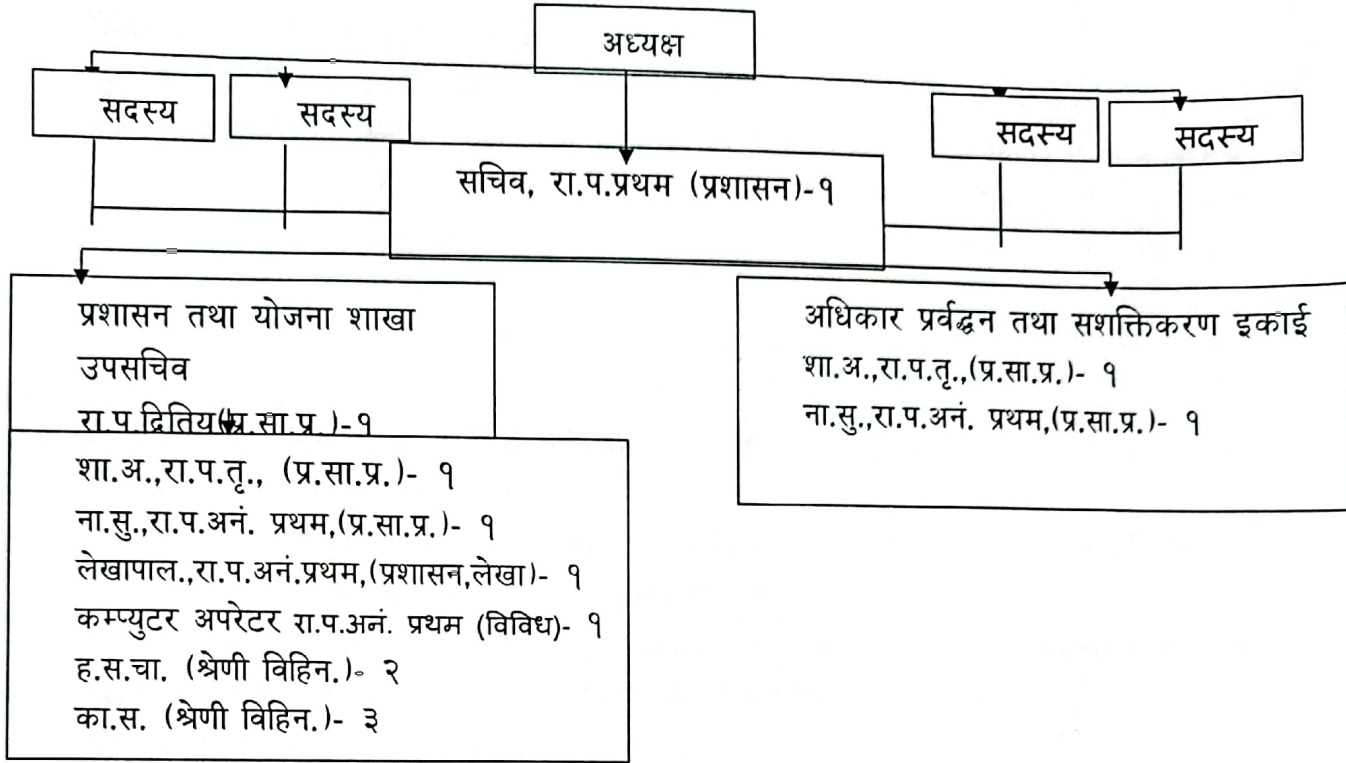 अध्यक्ष
सदस्य
सदस्य
सदस्य
सदस्य
सचिव, रा.प.प्रथम (प्रशासन)-१
प्रशासन तथा योजना शाखा
उपसचिव
रा.प.द्वितिय(प्र.सा.प्र.)-१
शा.अ.,रा.प.तृ., (प्र.सा.प्र.)- १
ना.सु.,रा.प.अनं. प्रथम,(प्र.सा.प्र.)- १
लेखापाल.,रा.प.अनं.प्रथम,(प्रशासन,लेखा)- १
कम्प्युटर अपरेटर रा.प.अनं. प्रथम (विविध)- १
ह.स.चा. (श्रेणी विहिन.)- २
का.स. (श्रेणी विहिन.)- ३
अधिकार प्रर्वद्धन तथा सशक्तिकरण इकाई
शा.अ.,रा.प.तृ.,(प्र.सा.प्र.)- १
ना.सु.,रा.प.अनं. प्रथम,(प्र.सा.प्र.)- १